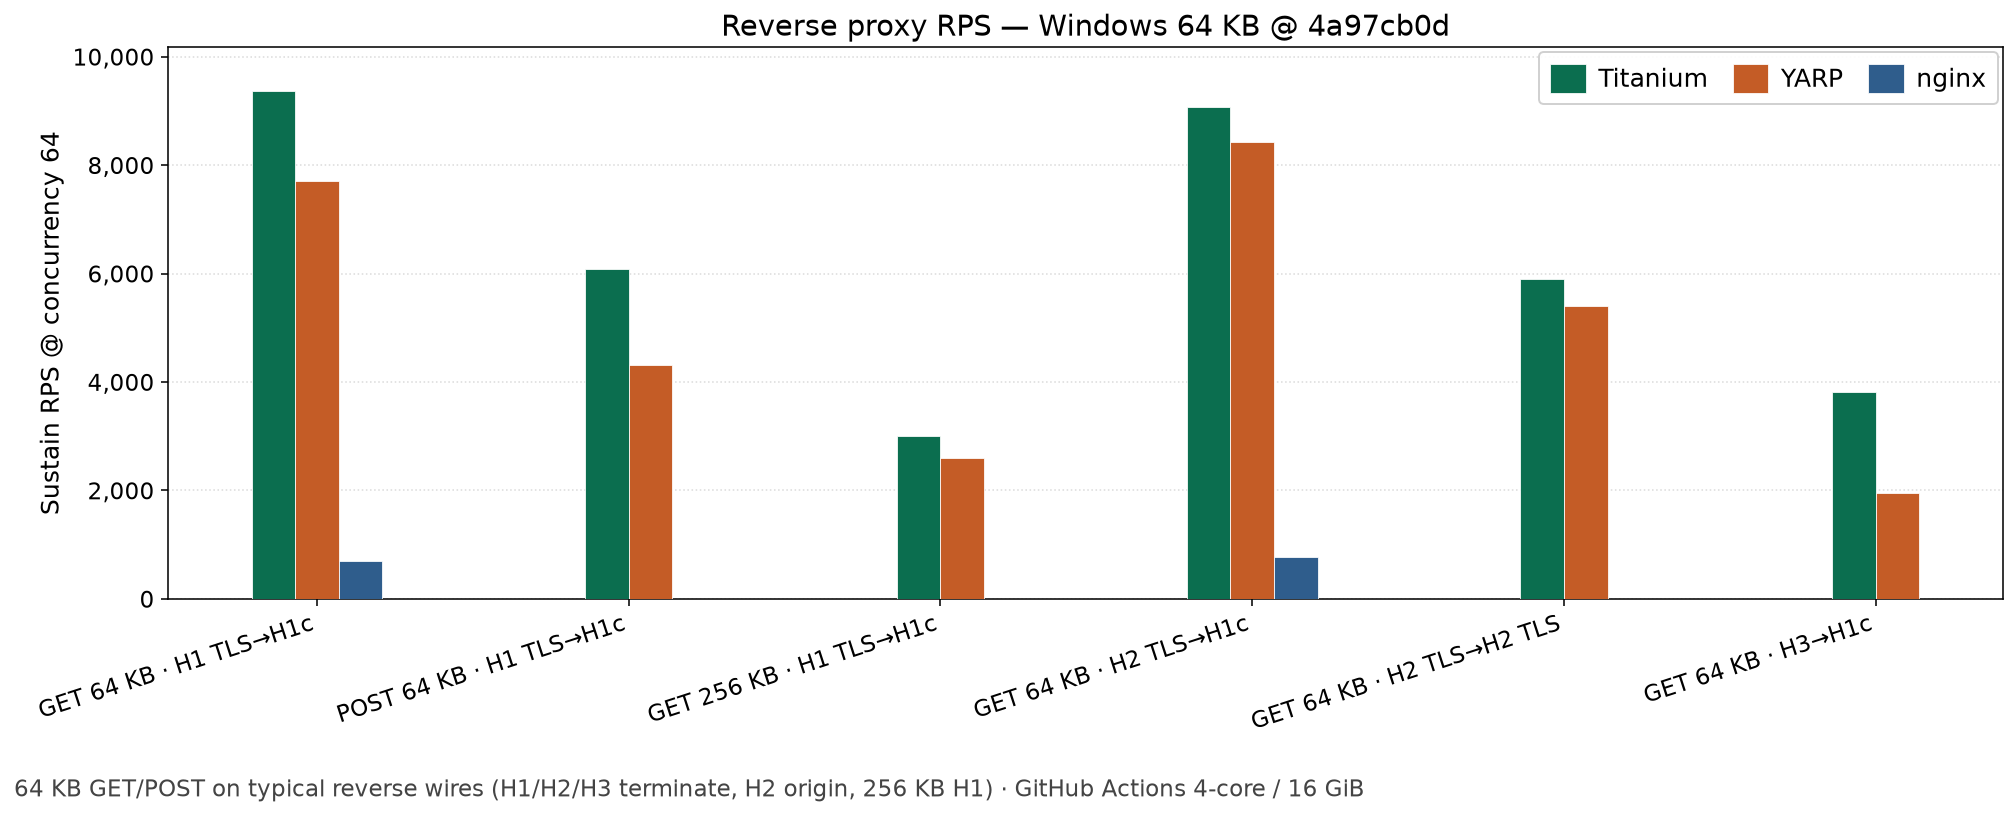 Reverse proxy RPS — Windows 64 KB @ 4a97cb0d
Titanium
YARP
nginx
Sustain RPS @ concurrency 64
10,000
8,000
6,000
4,000
2,000
0
GET 64 KB · H1 TLS→H1c
POST 64 KB · H1 TLS→H1c
GET 256 KB · H1 TLS→H1c
GET 64 KB · H2 TLS→H1c
GET 64 KB · H2 TLS→H2 TLS
GET 64 KB · H3→H1c
64 KB GET/POST on typical reverse wires (H1/H2/H3 terminate, H2 origin, 256 KB H1) · GitHub Actions 4-core / 16 GiB